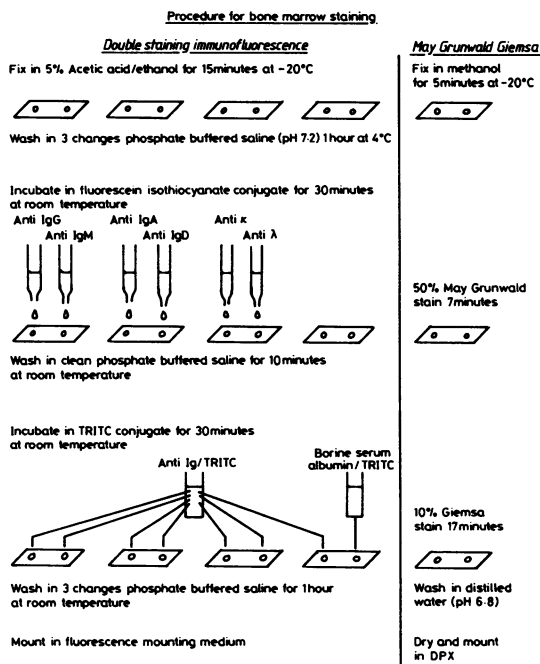 Procedure for bone marrow staining
Double staining immunofluorescence
Fix in 5% Acetic acid/ethanol for 15minutes at -20°C
Wash in 3 changes phosphate buffered saline (pH 7·2) 1 hour at 4°C
Incubate in fluorescein isothiocyanate conjugate for 30minutes
at room temperature
Anti IgG Anti IgA Anti κ
Anti IgM Anti IgD Anti λ
Wash in clean phosphate buffered saline for 10minutes
at room temperature
Incubate in TRITC conjugate for 30minutes
at room temperature
Anti Ig/TRITC
Borine serum
albumin/TRITC
Wash in 3 changes phosphate buffered saline for 1hour
at room temperature
Mount in fluorescence mounting medium
May Grunwald Giemsa
Fix in methanol
for 5minutes at -20°C
50% May Grunwald
stain 7minutes
10% Giemsa
stain 17minutes
Wash in distilled
water (pH 6·8)
Dry and mount
in DPX